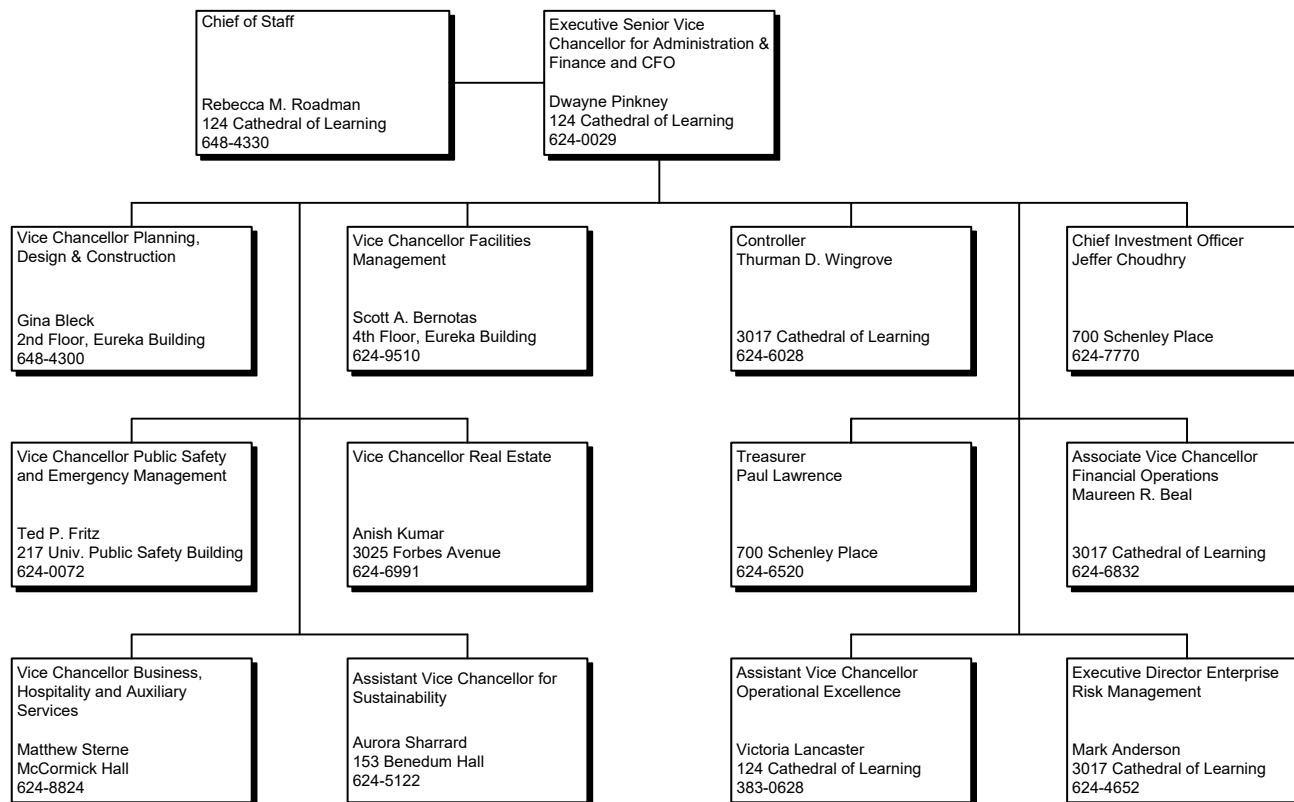 Chief of Staff
Rebecca M. Roadman
124 Cathedral of Learning
648-4330
Executive Senior Vice
Chancellor for Administration &
Finance and CFO
Dwayne Pinkney
124 Cathedral of Learning
624-0029
Vice Chancellor Planning,
Design & Construction
Gina Bleck
2nd Floor, Eureka Building
648-4300
Vice Chancellor Facilities
Management
Scott A. Bernotas
4th Floor, Eureka Building
624-9510
Controller
Thurman D. Wingrove
3017 Cathedral of Learning
624-6028
Chief Investment Officer
Jeffer Choudhry
700 Schenley Place
624-7770
Vice Chancellor Public Safety
and Emergency Management
Ted P. Fritz
217 Univ. Public Safety Building
624-0072
Vice Chancellor Real Estate
Anish Kumar
3025 Forbes Avenue
624-6991
Treasurer
Paul Lawrence
700 Schenley Place
624-6520
Associate Vice Chancellor
Financial Operations
Maureen R. Beal
3017 Cathedral of Learning
624-6832
Vice Chancellor Business,
Hospitality and Auxiliary
Services
Matthew Sterne
McCormick Hall
624-8824
Assistant Vice Chancellor for
Sustainability
Aurora Sharrard
153 Benedum Hall
624-5122
Assistant Vice Chancellor
Operational Excellence
Victoria Lancaster
124 Cathedral of Learning
383-0628
Executive Director Enterprise
Risk Management
Mark Anderson
3017 Cathedral of Learning
624-4652